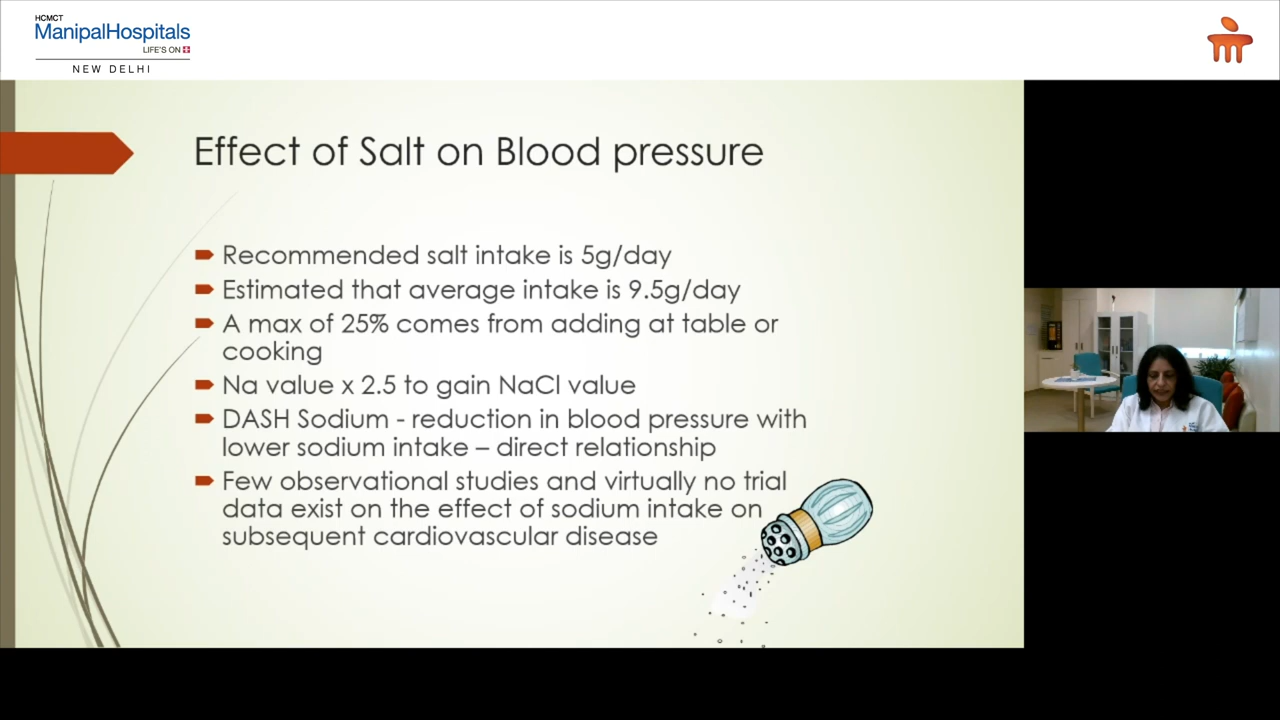 HCMCT
ManipalHospitals
LIFE'S ON
NEW DELHI
Effect of Salt on Blood pressure
Recommended salt intake is 5g/day
Estimated that average intake is 9.5g/day
A max of 25% comes from adding at table or
cooking
Na value x 2.5 to gain NaCl value
DASH Sodium - reduction in blood pressure with
lower sodium intake – direct relationship
Few observational studies and virtually no trial
data exist on the effect of sodium intake on
subsequent cardiovascular disease